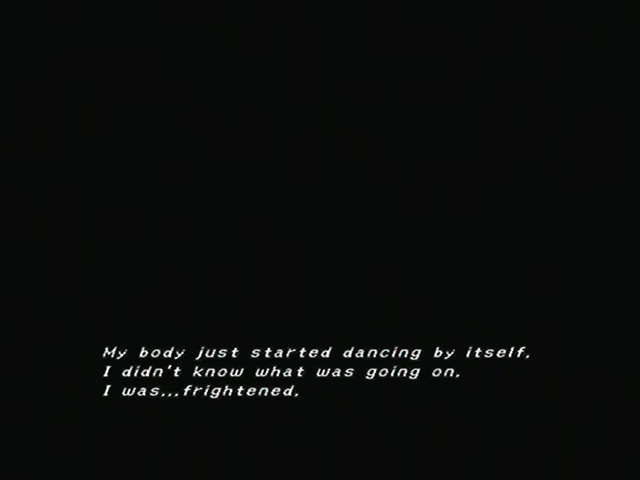 My body just started dancing by itself.
I didn't know what was going on.
I was...frightened.